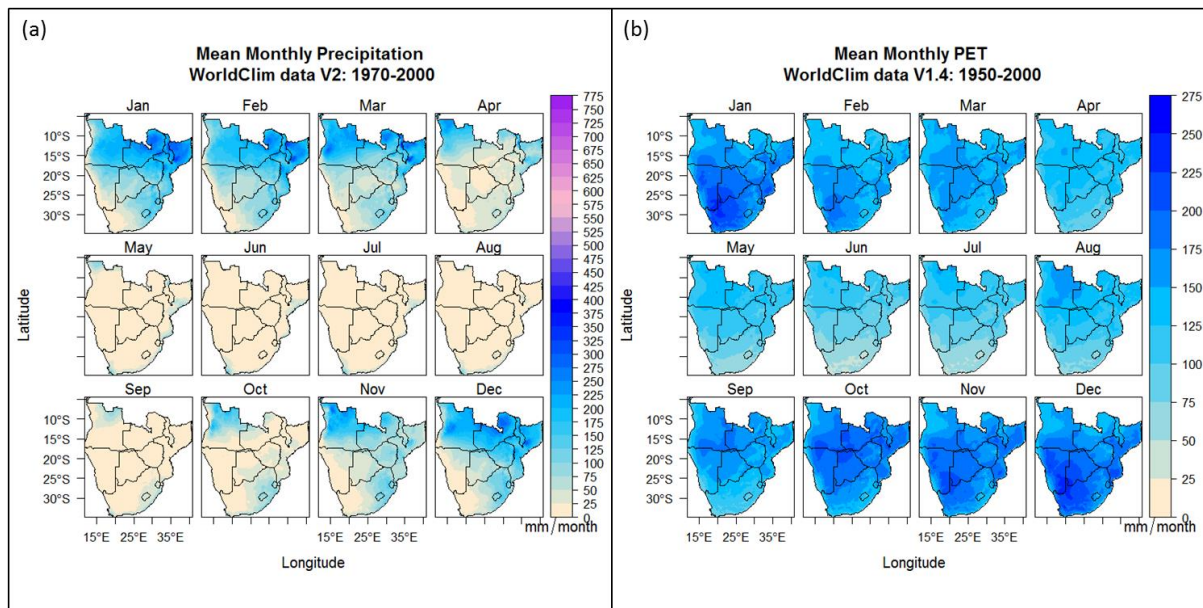 (a)
Mean Monthly Precipitation
WorldClim data V2: 1970-2000
Jan Feb Mar Apr
10°S
15°S
20°S
25°S
30°S
May Jun Jul Aug
Latitude
Sep Oct Nov Dec
10°S
15°S
20°S
25°S
30°S
15°E 25°E 35°E
Longitude
775
750
725
700
675
650
625
600
575
550
525
500
475
450
425
400
375
350
325
300
275
250
225
200
175
150
125
100
75
50
25
0
mm/month
(b)
Mean Monthly PET
WorldClim data V1.4: 1950-2000
Jan Feb Mar Apr
10°S
15°S
20°S
25°S
30°S
May Jun Jul Aug
Latitude
Sep Oct Nov Dec
10°S
15°S
20°S
25°S
30°S
15°E 25°E 35°E
Longitude
275
250
225
200
175
150
125
100
75
50
25
0
mm/month